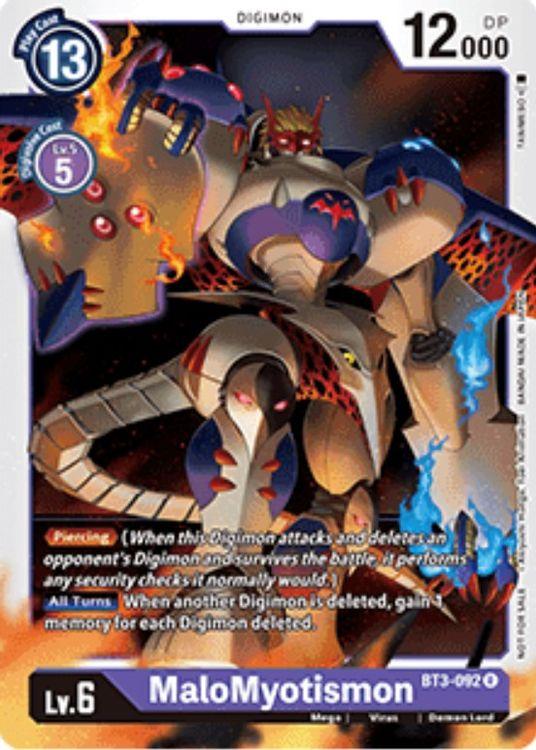 DIGIMON
Play Cost
13
12000
DP
Digivolve Cost
Lv.5
5
BANDAI MADE IN JAPAN
NOT FOR SALE
Piercing (When this Digimon attacks and deletes an
opponent's Digimon and survives the battle, it performs
any security checks it normally would.)
All Turns When another Digimon is deleted, gain 1
memory for each Digimon deleted.
Lv.6
MaloMyotismon
BT3-092 R
Mega | Virus | Demon Lord